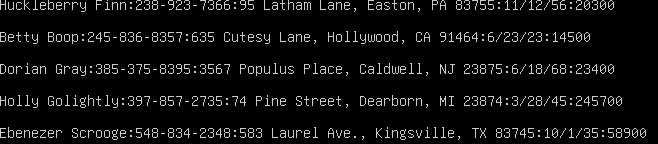 Huckleberry Finn:238-923-7366:95 Latham Lane, Easton, PA 83755:11/12/56:20300
Betty Boop:245-836-8357:635 Cutesy Lane, Hollywood, CA 91464:6/23/23:14500
Dorian Gray:385-375-8395:3567 Populus Place, Caldwell, NJ 23875:6/18/68:23400
Holly Golightly:397-857-2735:74 Pine Street, Dearborn, MI 23874:3/28/45:245700
Ebenezer Scrooge:548-834-2348:583 Laurel Ave., Kingsville, TX 83745:10/1/35:58900